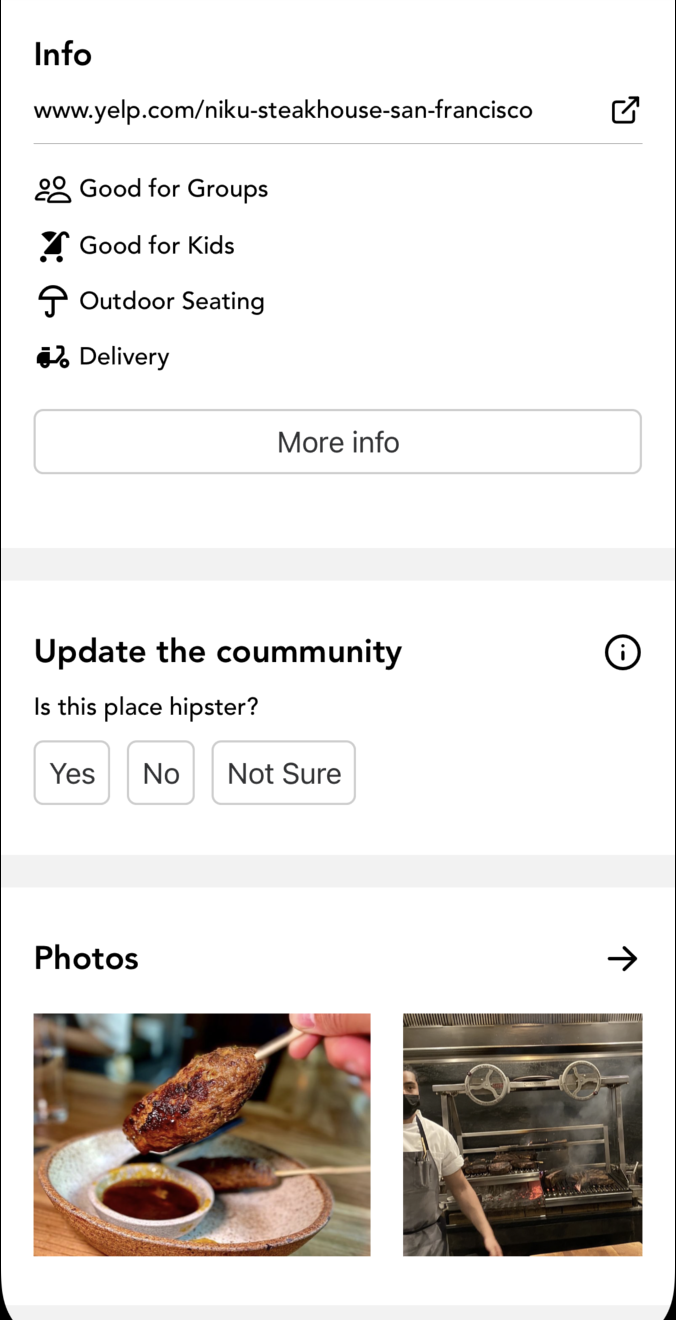 Info
www.yelp.com/niku-steakhouse-san-francisco
Good for Groups
Good for Kids
Outdoor Seating
Delivery
More info
Update the coummunity
Is this place hipster?
Yes No Not Sure
Photos